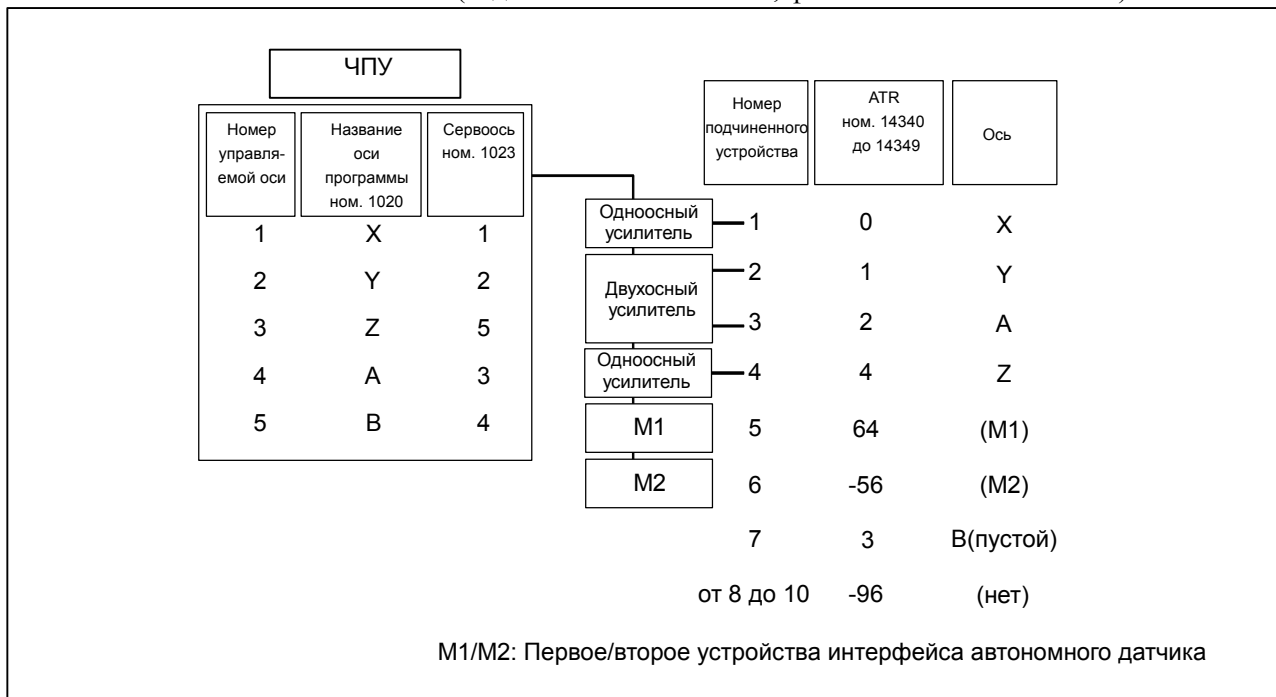 ЧПУ
Номер
управля-
емой оси
Название
оси
программы
ном. 1020
Сервоось
ном. 1023
1 X 1
2 Y 2
3 Z 5
4 A 3
5 B 4
Одноосный
усилитель
Двухосный
усилитель
Одноосный
усилитель
M1
M2
Номер
подчиненного
устройства
ATR
ном. 14340
до 14349
Ось
1 0 X
2 1 Y
3 2 A
4 4 Z
5 64 (M1)
6 -56 (M2)
7 3 B(пустой)
от 8 до 10 -96 (нет)
M1/M2: Первое/второе устройства интерфейса автономного датчика